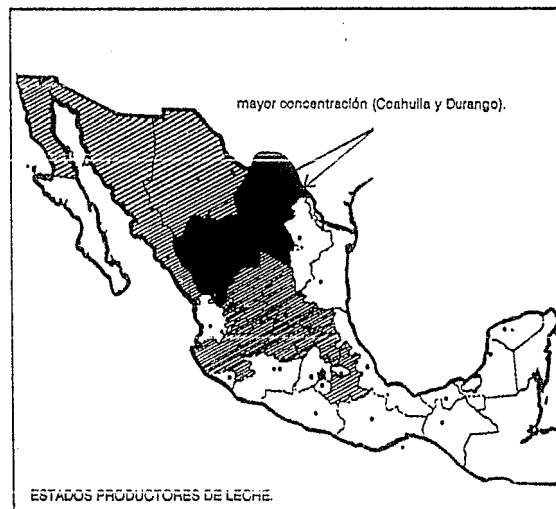 mayor concentración (Coahuila y Durango).
ESTADOS PRODUCTORES DE LECHE.